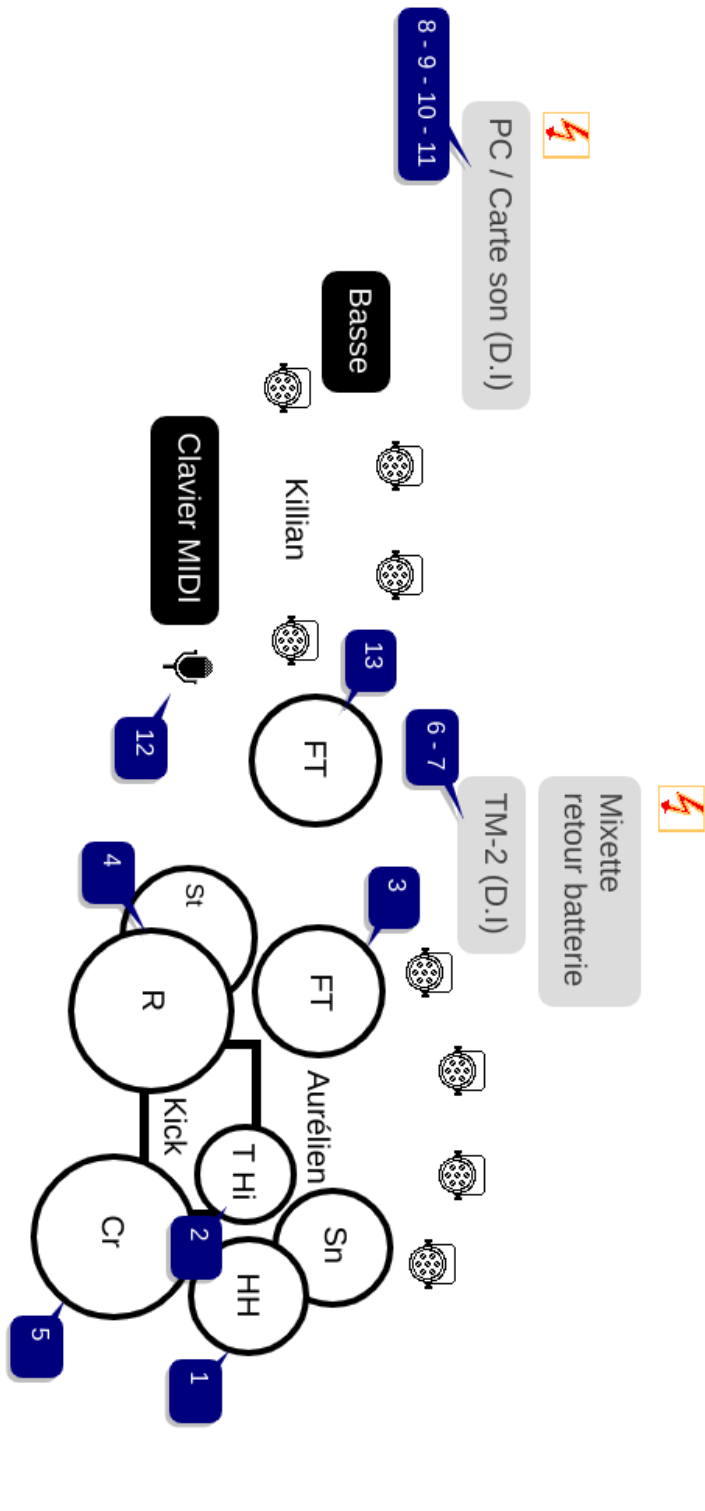 Mixette
retour batterie
PC / Carte son (D.I)
TM-2 (D.I)
8 - 9 - 10 - 11
6 - 7
Basse
13
3
Killian
FT
FT
Aurélien
Sn
T Hi
HH
Clavier MIDI
St
2
1
Kick
R
12
4
Cr
5